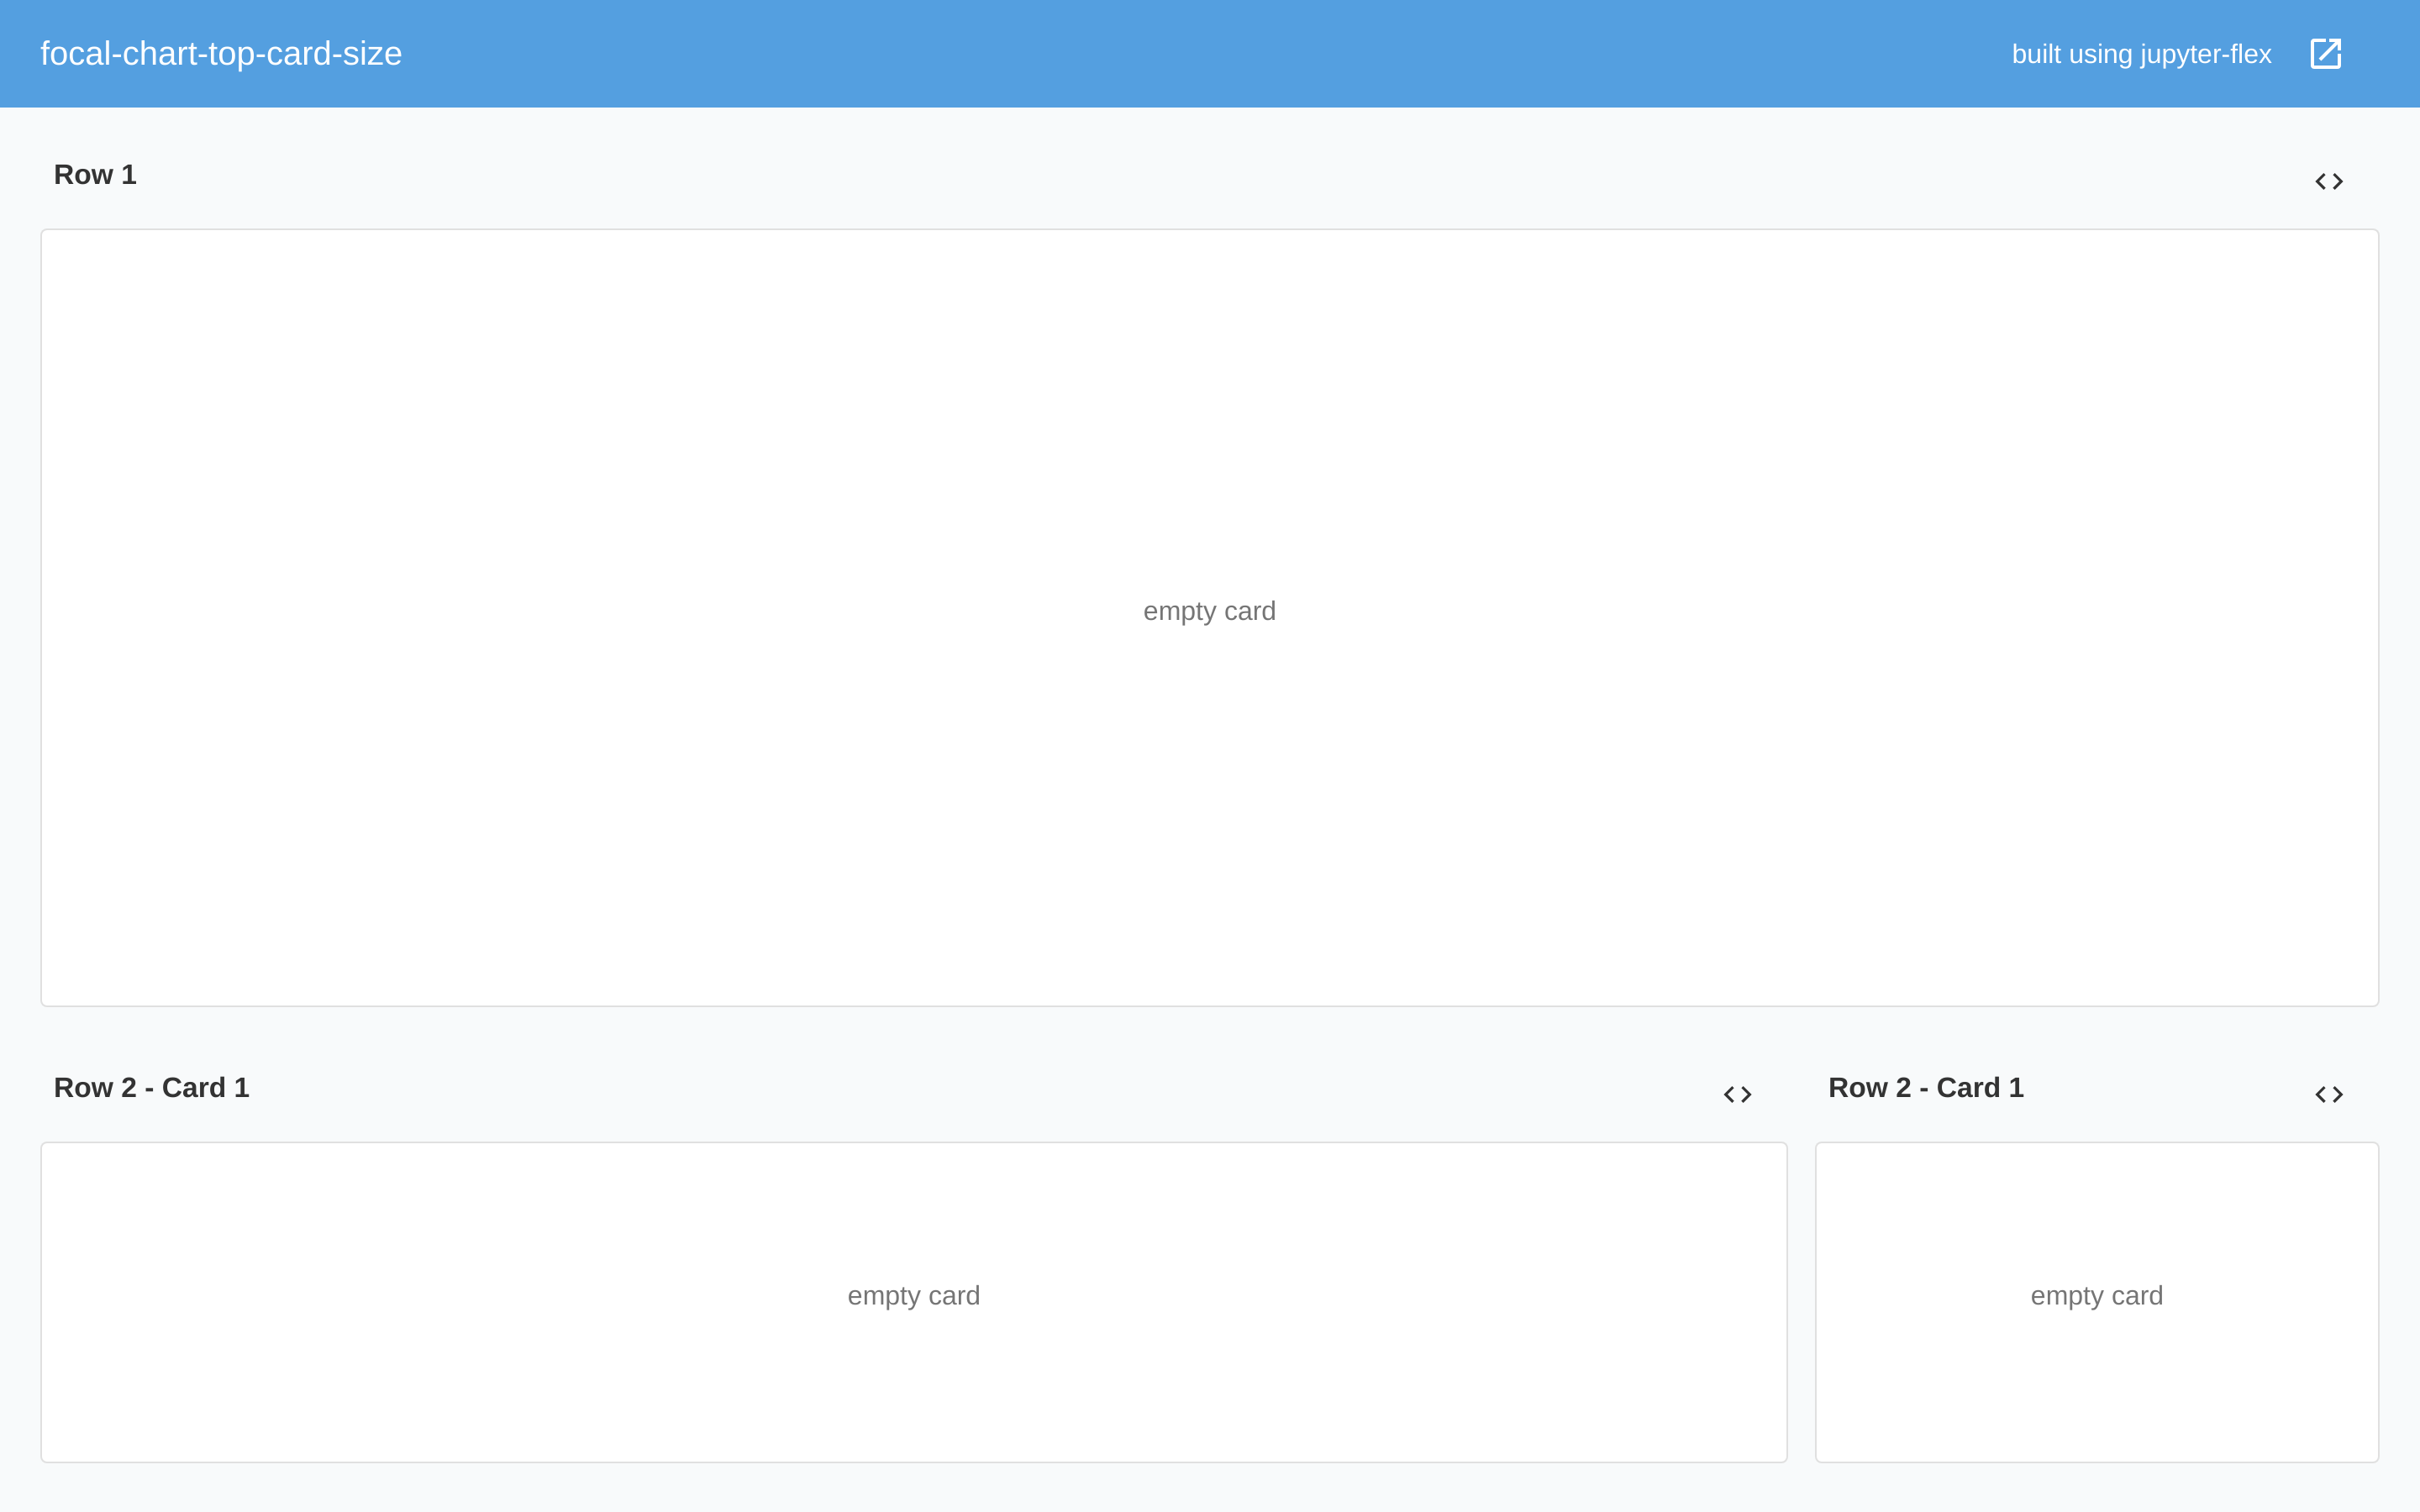 focal-chart-top-card-size
built using jupyter-flex
Row 1
empty card
Row 2 - Card 1
Row 2 - Card 1
empty card
empty card